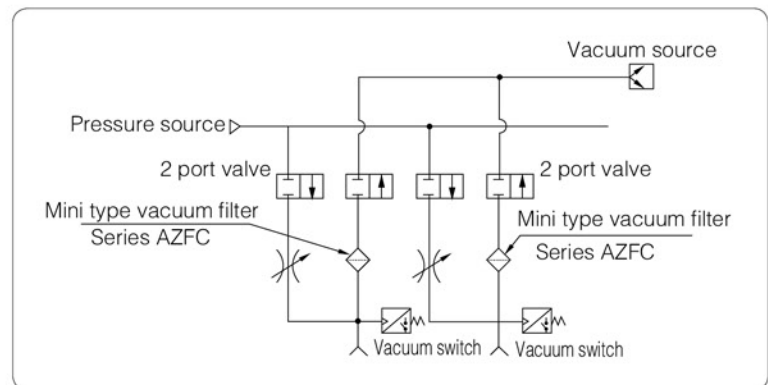 Vacuum source
Pressure source
2 port valve
2 port valve
Mini type vacuum filter
Series AZFC
Mini type vacuum filter
Series AZFC
Vacuum switch
Vacuum switch